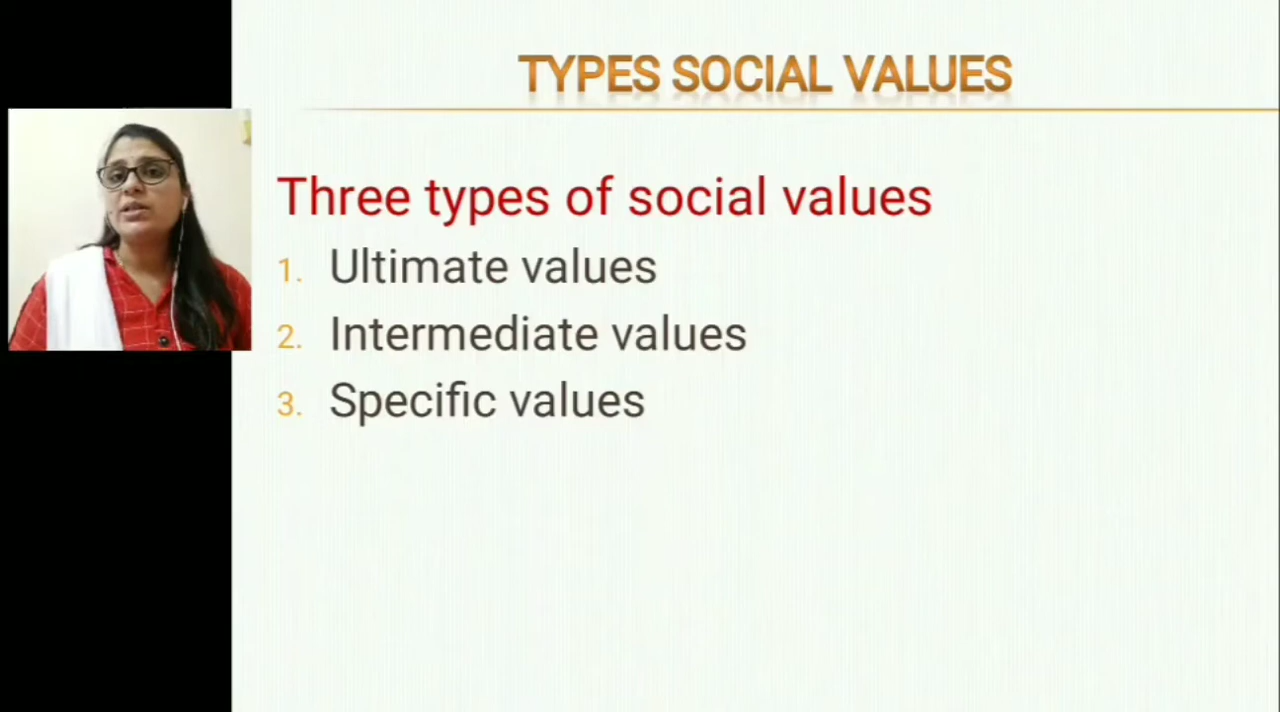 TYPES SOCIAL VALUES
Three types of social values
1. Ultimate values
2. Intermediate values
3. Specific values